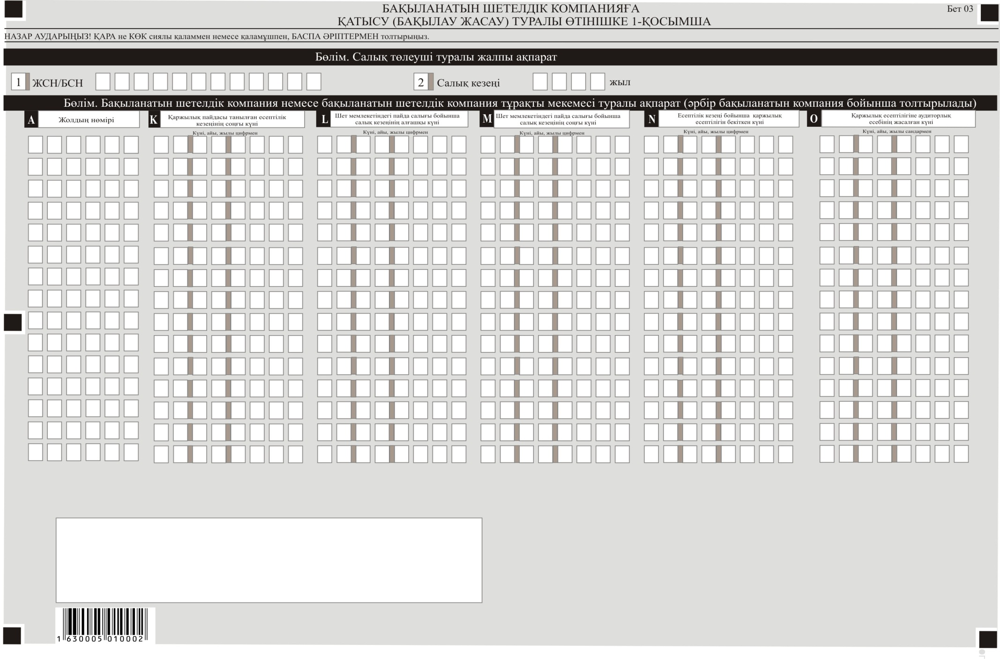 БАҚЫЛАНАТЫН ШЕТЕЛДІК КОМПАНИЯҒА
ҚАТЫСУ (БАҚЫЛАУ ЖАСАУ) ТУРАЛЫ ӨТІНІШКЕ 1-ҚОСЫМША
Бет 03
НАЗАР АУДАРЫҢЫЗ! ҚАРА не КӨК сиялы қаламмен немесе қаламұшпен, БАСПА ӘРІПТЕРМЕН толтырыңыз.
Бөлім. Салық төлеуші туралы жалпы ақпарат
1 ЖСН/БСН
2 Салық кезеңі жыл
Бөлім. Бақыланатын шетелдік компания немесе бақыланатын шетелдік компания тұрақты мекемесі туралы ақпарат (әрбір бақыланатын компания бойынша толтырылады)
A Жолдың нөмірі
K Қаржылық пайдасы танылған есептілік
кезеңінің соңғы күні
Күні, айы, жылы цифрмен
L Шет мемлекетіндегі пайда салығы бойынша
салық кезеңінің алғашқы күні
Күні, айы, жылы цифрмен
M Шет мемлекетіндегі пайда салығы бойынша
салық кезеңінің соңғы күні
Күні, айы, жылы цифрмен
N Есептілік кезеңі бойынша қаржылық
есептілігін бекіткен күні
Күні, айы, жылы цифрмен
O Қаржылық есептілігіне аудиторлық
есебінің жасалған күні
Күні, айы, жылы сандармен
1 630005 010002